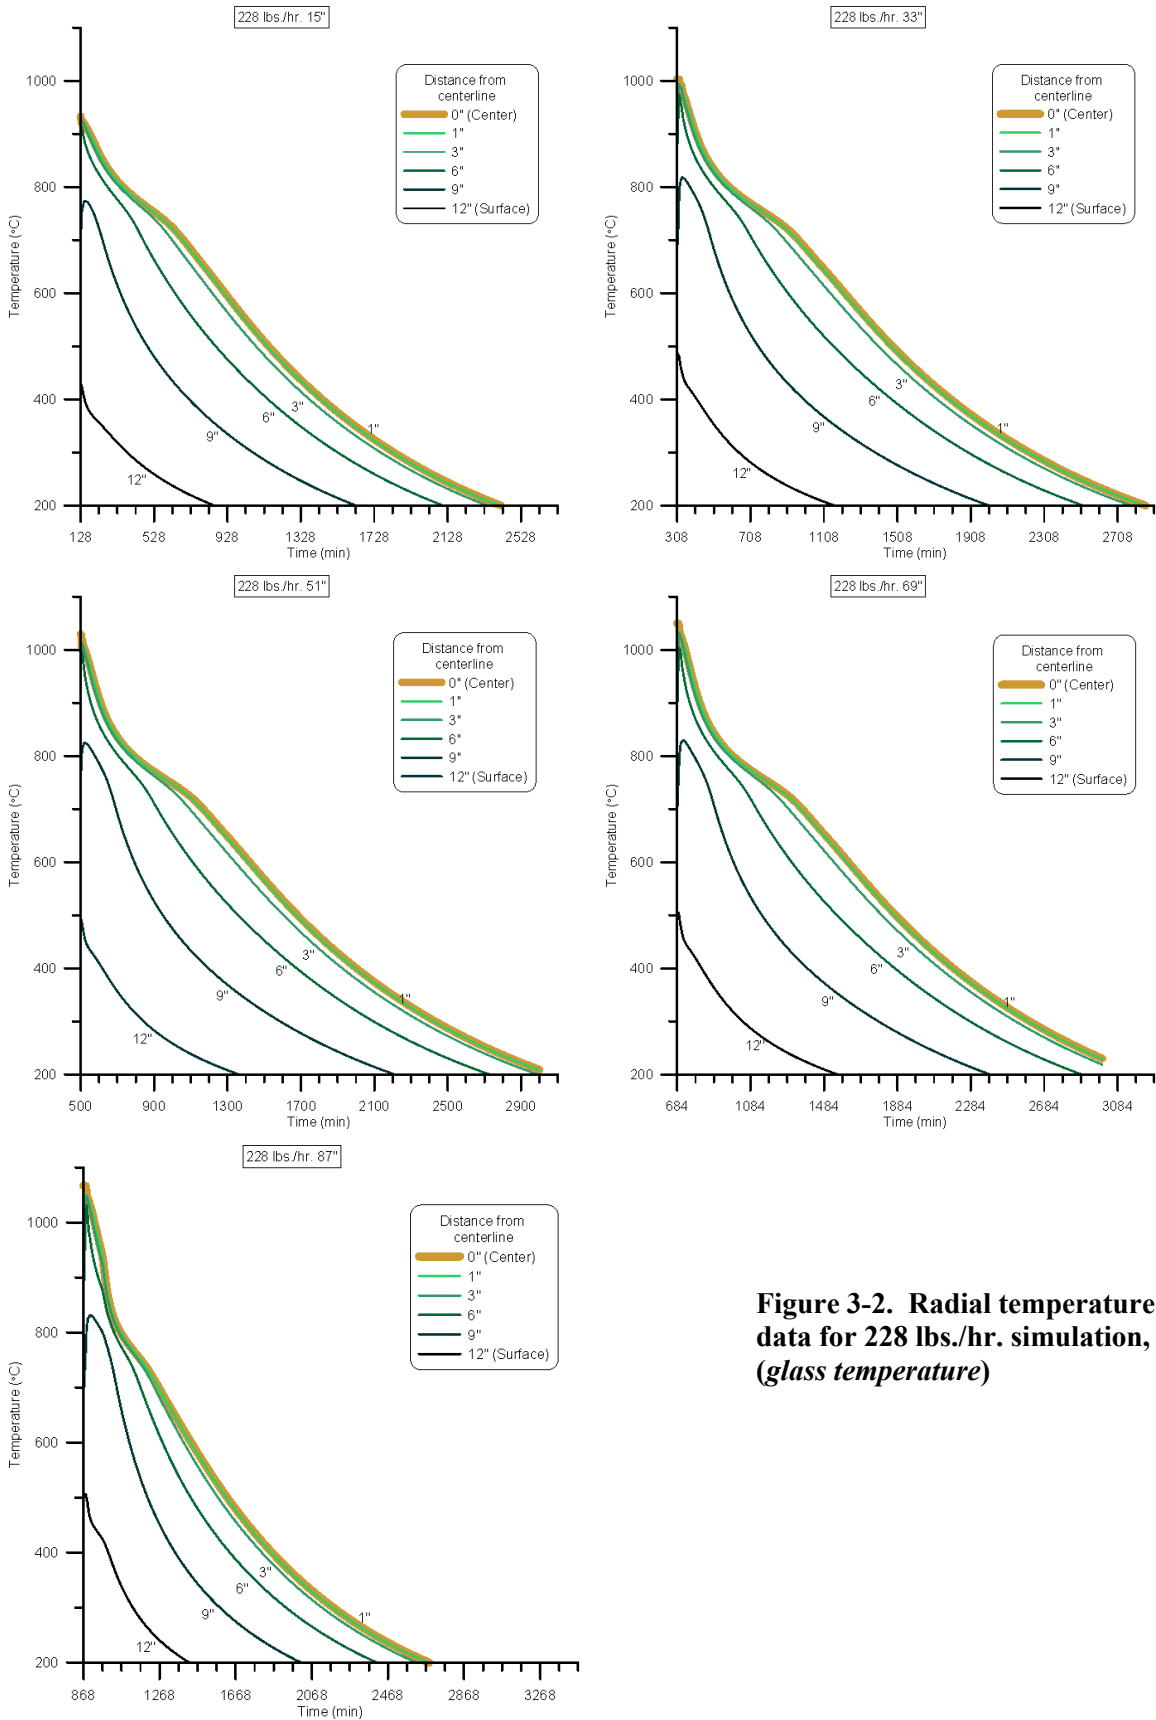 228 lbs./hr. 15"
Temperature (°C)
1000
800
600
400
200
Distance from
centerline
0" (Center)
1"
3"
6"
9"
12" (Surface)
1"
3"
6"
9"
12"
128 528 928 1328 1728 2128 2528
Time (min)
228 lbs./hr. 33"
Temperature (°C)
1000
800
600
400
200
Distance from
centerline
0" (Center)
1"
3"
6"
9"
12" (Surface)
3"
6"
1"
9"
12"
308 708 1108 1508 1908 2308 2708
Time (min)
228 lbs./hr. 51"
Temperature (°C)
1000
800
600
400
200
Distance from
centerline
0" (Center)
1"
3"
6"
9"
12" (Surface)
3"
6"
1"
9"
12"
500 900 1300 1700 2100 2500 2900
Time (min)
228 lbs./hr. 69"
Temperature (°C)
1000
800
600
400
200
Distance from
centerline
0" (Center)
1"
3"
6"
9"
12" (Surface)
3"
6"
1"
9"
12"
684 1084 1484 1884 2284 2684 3084
Time (min)
228 lbs./hr. 87"
Temperature (°C)
1000
800
600
400
200
Distance from
centerline
0" (Center)
1"
3"
6"
9"
12" (Surface)
3"
6"
9"
1"
12"
868 1268 1668 2068 2468 2868 3268
Time (min)
Figure 3-2. Radial temperature
data for 228 lbs./hr. simulation,
(glass temperature)